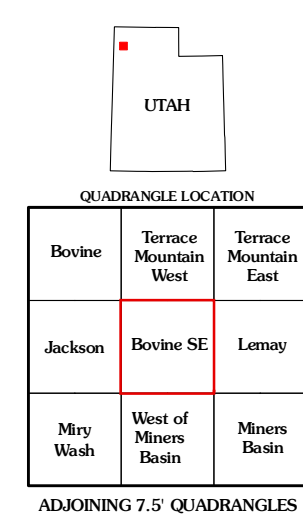 UTAH
QUADRANGLE LOCATION
Bovine
Terrace
Mountain
West
Terrace
Mountain
East
Jackson
Bovine SE
Lemay
Miry
Wash
West of
Miners
Basin
Miners
Basin
ADJOINING 7.5' QUADRANGLES